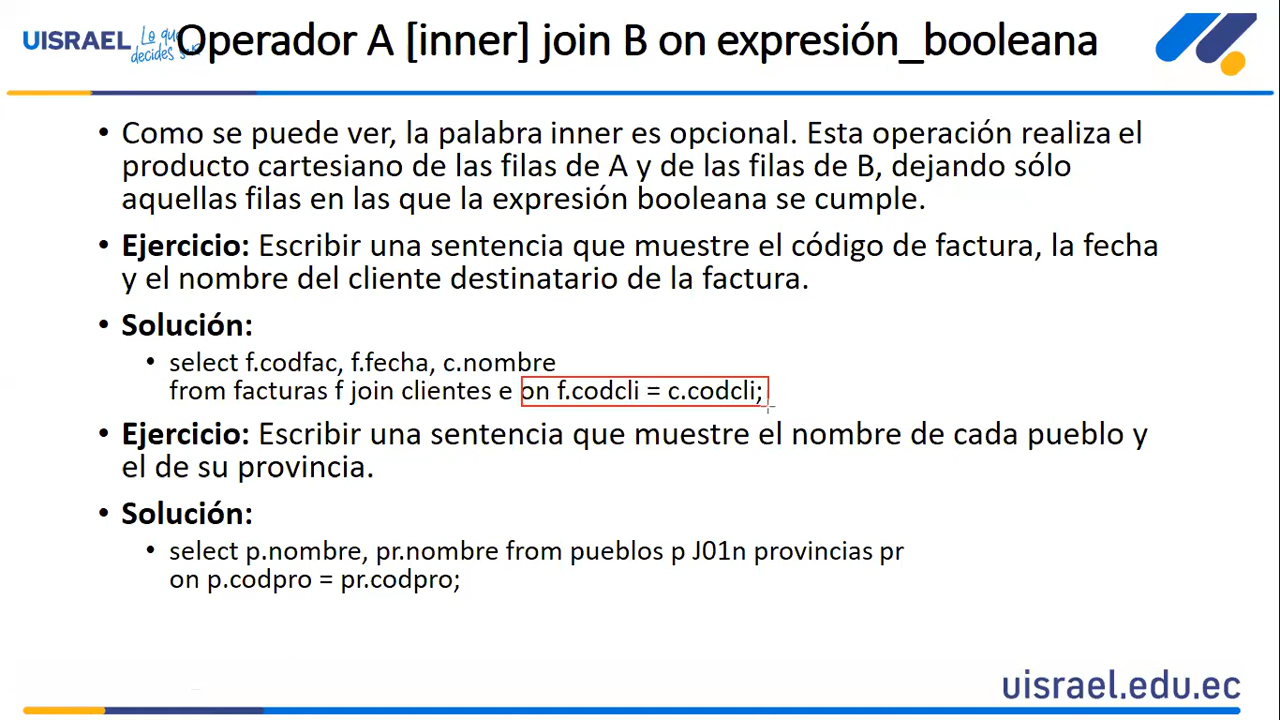 UISRAEL Lo que decides s
Operador A [inner] join B on expresión_booleana
• Como se puede ver, la palabra inner es opcional. Esta operación realiza el
producto cartesiano de las filas de A y de las filas de B, dejando sólo
aquellas filas en las que la expresión booleana se cumple.
• Ejercicio: Escribir una sentencia que muestre el código de factura, la fecha
y el nombre del cliente destinatario de la factura.
• Solución:
• select f.codfac, f.fecha, c.nombre
from facturas f join clientes e on f.codcli = c.codcli;
• Ejercicio: Escribir una sentencia que muestre el nombre de cada pueblo y
el de su provincia.
• Solución:
• select p.nombre, pr.nombre from pueblos p J01n provincias pr
on p.codpro = pr.codpro;
uisrael.edu.ec